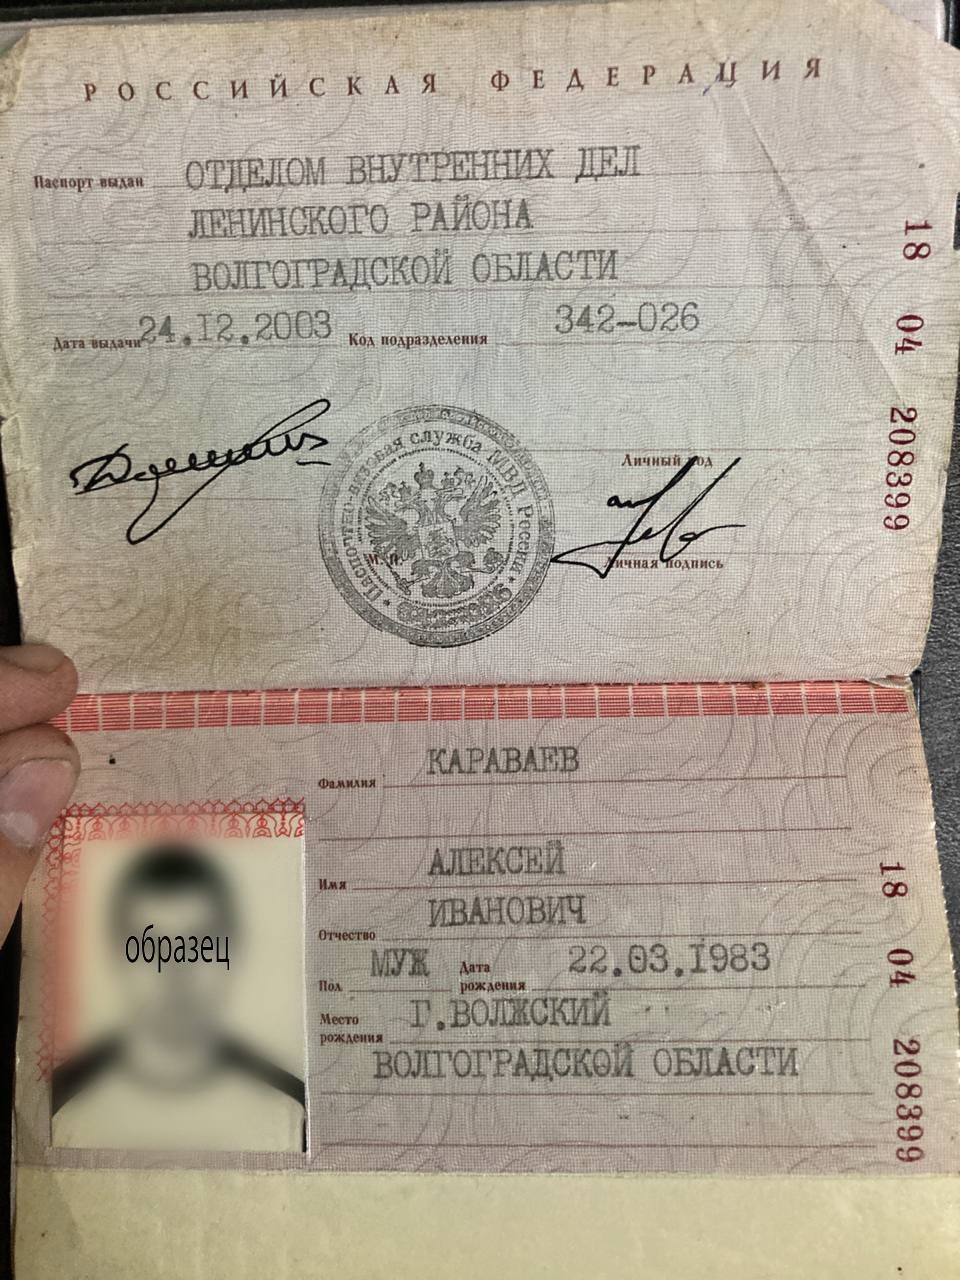 РОССИЙСКАЯ ФЕДЕРАЦИЯ
Паспорт выдан ОТДЕЛОМ ВНУТРЕННИХ ДЕЛ
ЛЕНИНСКОГО РАЙОНА
ВОЛГОГРАДСКОЙ ОБЛАСТИ
Дата выдачи 24.I2.2003 Код подразделения 342-026
18 04 208399
Личный код
М. П.
Личная подпись
Паспортно-визовая служба МВД России
КАРАВАЕВ
Фамилия
АЛЕКСЕЙ
Имя
ИВАНОВИЧ
Отчество
Пол МУЖ Дата рождения 22.03.I983
Место рождения Г.ВОЛЖСКИЙ
ВОЛГОГРАДСКОЙ ОБЛАСТИ
18 04 208399
образец